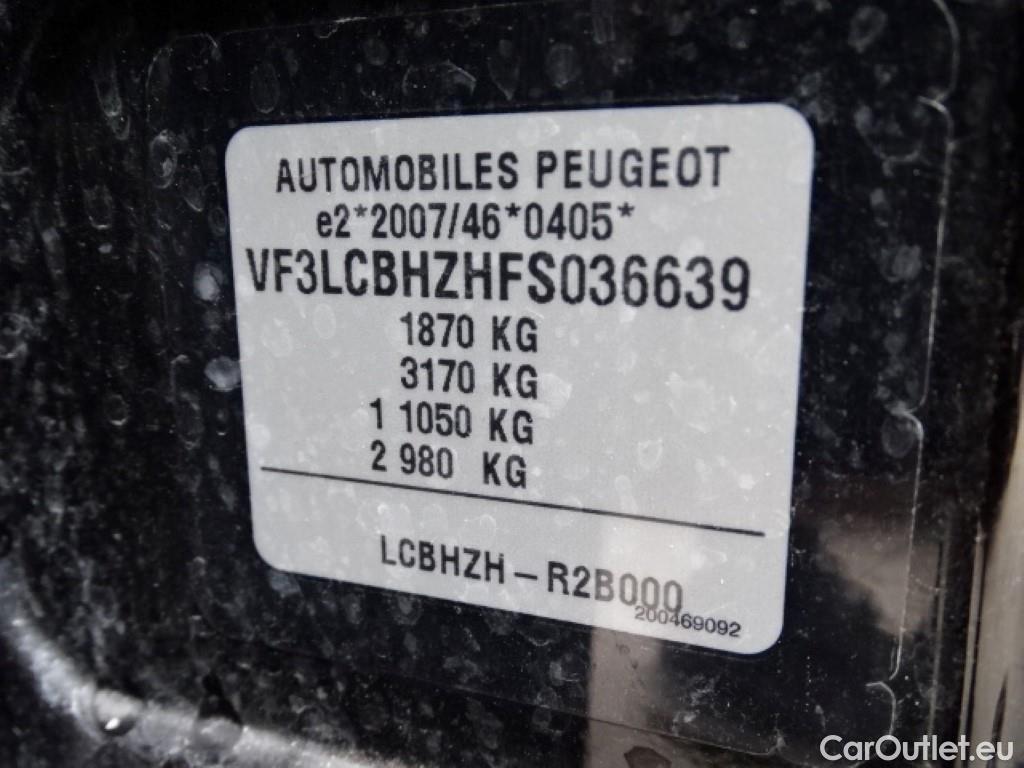 AUTOMOBILES PEUGEOT
e2*2007/46*0405*
VF3LCBHZHFS036639
1870 KG
3170 KG
1 1050 KG
2 980 KG
LCBHZH – R2B000
200469092
CarOutlet.eu